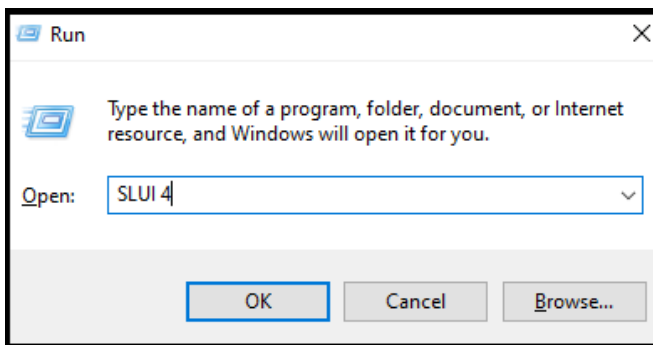 Run
Type the name of a program, folder, document, or Internet
resource, and Windows will open it for you.
Open: SLUI 4
OK Cancel Browse...